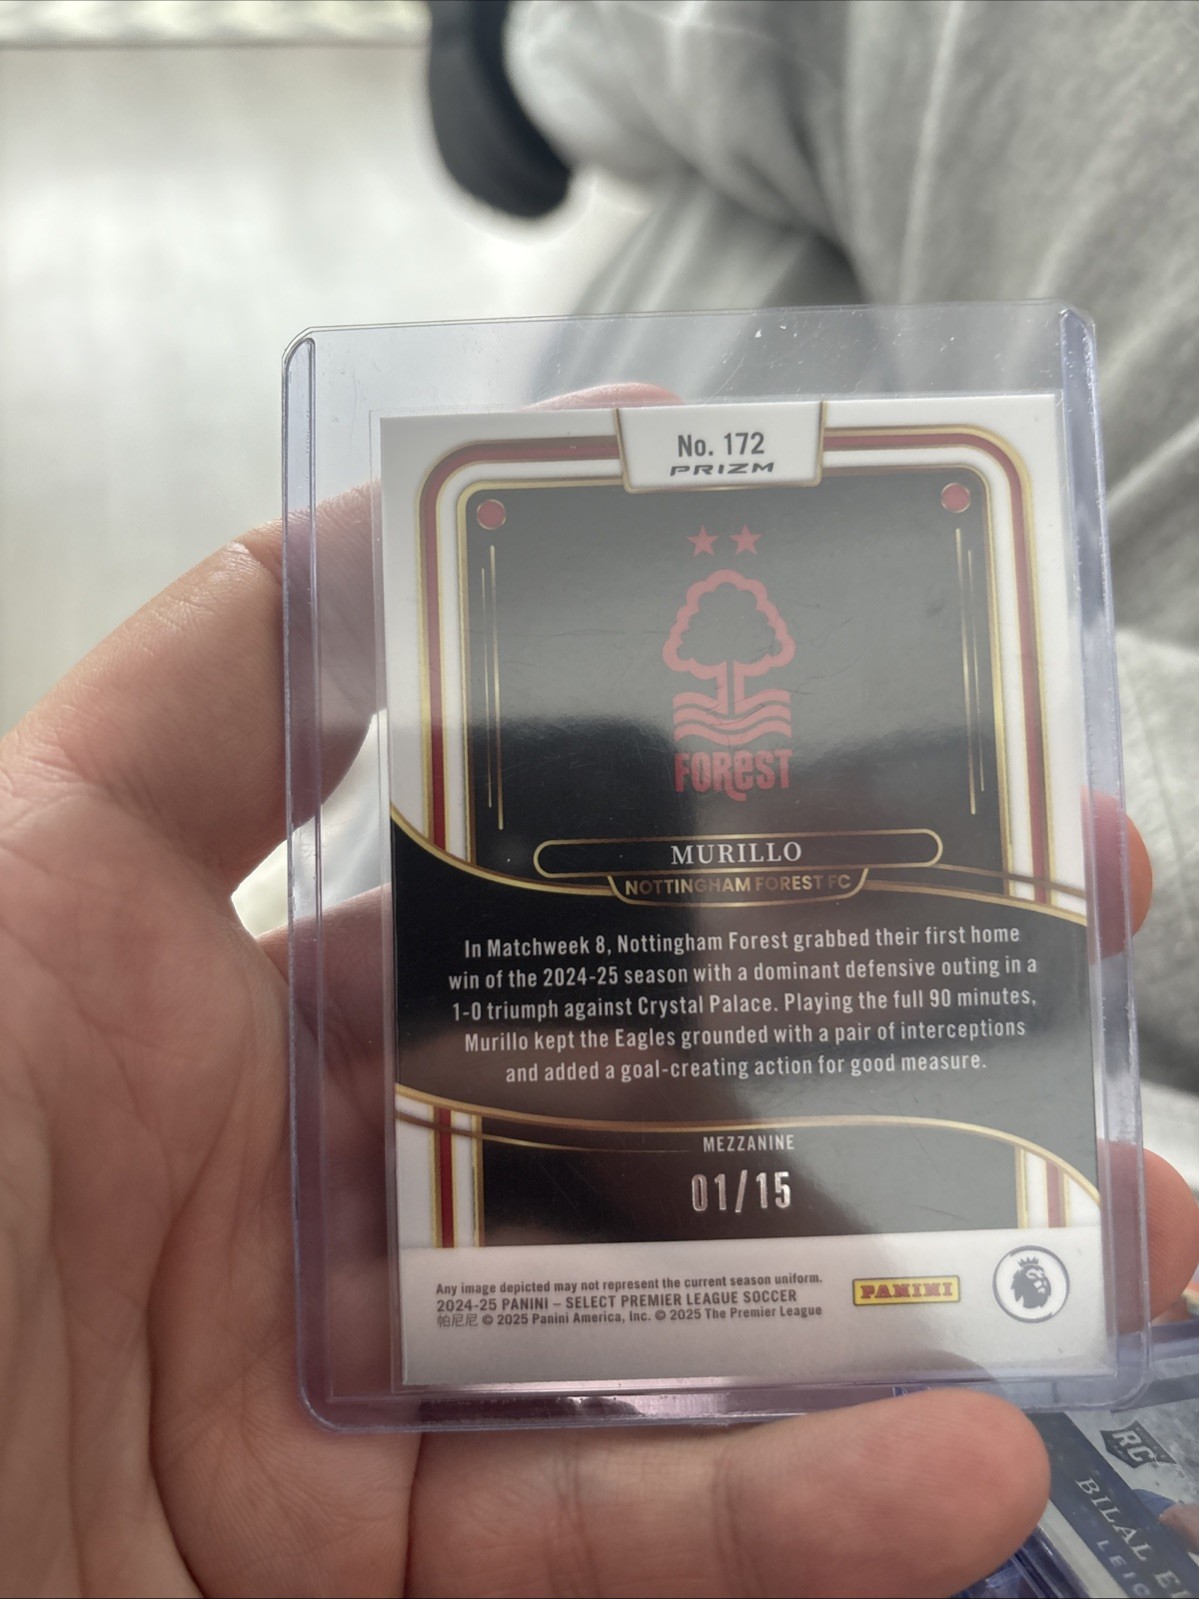 No. 172
PRIZM
FOREST
MURILLO
NOTTINGHAM FOREST FC
In Matchweek 8, Nottingham Forest grabbed their first home
win of the 2024-25 season with a dominant defensive outing in a
1-0 triumph against Crystal Palace. Playing the full 90 minutes,
Murillo kept the Eagles grounded with a pair of interceptions
and added a goal-creating action for good measure.
MEZZANINE
01/15
Any image depicted may not represent the current season uniform.
2024-25 PANINI – SELECT PREMIER LEAGUE SOCCER
帕尼尼 © 2025 Panini America, Inc. © 2025 The Premier League
PANINI
RC
BILAL